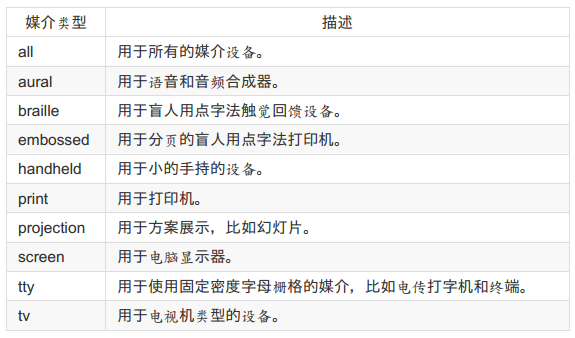 媒介类型 描述
all 用于所有的媒介设备。
aural 用于语音和音频合成器。
braille 用于盲人用点字法触觉回馈设备。
embossed 用于分页的盲人用点字法打印机。
handheld 用于小的手持的设备。
print 用于打印机。
projection 用于方案展示，比如幻灯片。
screen 用于电脑显示器。
tty 用于使用固定密度字母栅格的媒介，比如电传打字机和终端。
tv 用于电视机类型的设备。